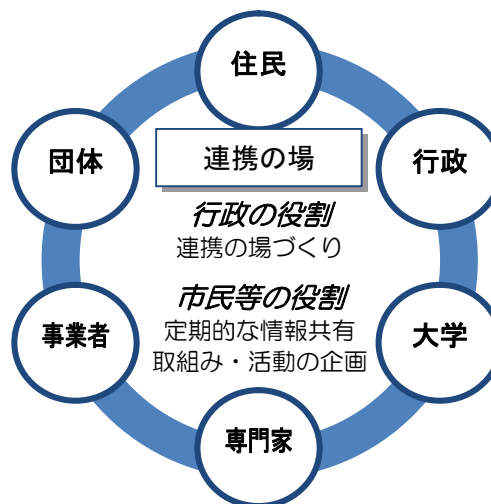 住民
団体
行政
連携の場
行政の役割
連携の場づくり
市民等の役割
定期的な情報共有
取組み・活動の企画
事業者
大学
専門家